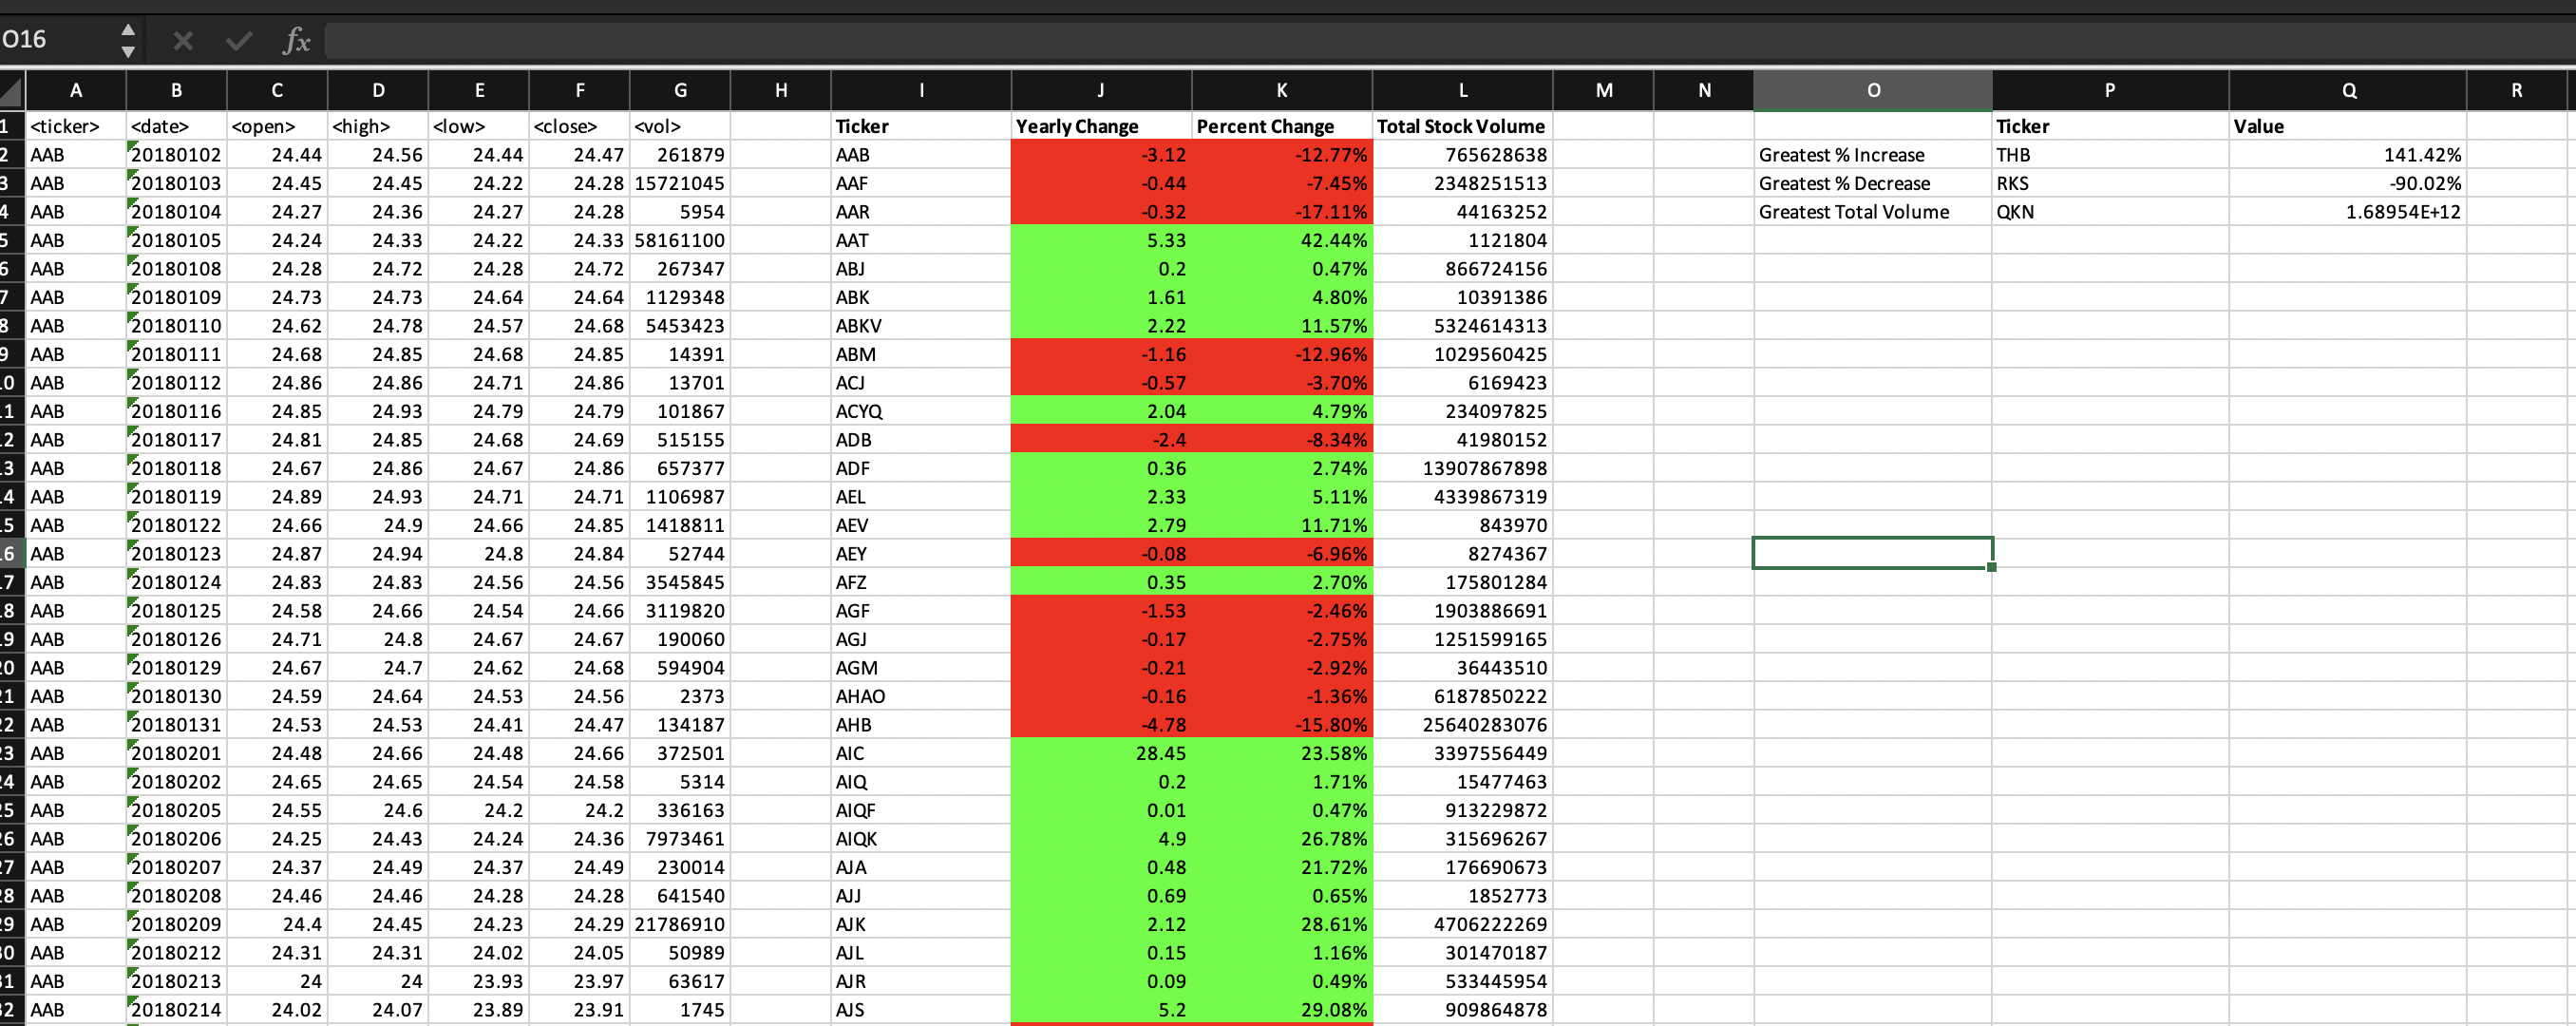 O16 fx
A B C D E F G H I J K L M N O P Q R
1 <ticker> <date> <open> <high> <low> <close> <vol> Ticker Yearly Change Percent Change Total Stock Volume Ticker Value
2 AAB 20180102 24.44 24.56 24.44 24.47 261879 AAB -3.12 -12.77% 765628638 Greatest % Increase THB 141.42%
3 AAB 20180103 24.45 24.45 24.22 24.28 15721045 AAF -0.44 -7.45% 2348251513 Greatest % Decrease RKS -90.02%
4 AAB 20180104 24.27 24.36 24.27 24.28 5954 AAR -0.32 -17.11% 44163252 Greatest Total Volume QKN 1.68954E+12
5 AAB 20180105 24.24 24.33 24.22 24.33 58161100 AAT 5.33 42.44% 1121804
6 AAB 20180108 24.28 24.72 24.28 24.72 267347 ABJ 0.2 0.47% 866724156
7 AAB 20180109 24.73 24.73 24.64 24.64 1129348 ABK 1.61 4.80% 10391386
8 AAB 20180110 24.62 24.78 24.57 24.68 5453423 ABKV 2.22 11.57% 5324614313
9 AAB 20180111 24.68 24.85 24.68 24.85 14391 ABM -1.16 -12.96% 1029560425
.0 AAB 20180112 24.86 24.86 24.71 24.86 13701 ACJ -0.57 -3.70% 6169423
.1 AAB 20180116 24.85 24.93 24.79 24.79 101867 ACYQ 2.04 4.79% 234097825
.2 AAB 20180117 24.81 24.85 24.68 24.69 515155 ADB -2.4 -8.34% 41980152
.3 AAB 20180118 24.67 24.86 24.67 24.86 657377 ADF 0.36 2.74% 13907867898
.4 AAB 20180119 24.89 24.93 24.71 24.71 1106987 AEL 2.33 5.11% 4339867319
.5 AAB 20180122 24.66 24.9 24.66 24.85 1418811 AEV 2.79 11.71% 843970
.6 AAB 20180123 24.87 24.94 24.8 24.84 52744 AEY -0.08 -6.96% 8274367
.7 AAB 20180124 24.83 24.83 24.56 24.56 3545845 AFZ 0.35 2.70% 175801284
.8 AAB 20180125 24.58 24.66 24.54 24.66 3119820 AGF -1.53 -2.46% 1903886691
.9 AAB 20180126 24.71 24.8 24.67 24.67 190060 AGJ -0.17 -2.75% 1251599165
20 AAB 20180129 24.67 24.7 24.62 24.68 594904 AGM -0.21 -2.92% 36443510
21 AAB 20180130 24.59 24.64 24.53 24.56 2373 AHAO -0.16 -1.36% 6187850222
22 AAB 20180131 24.53 24.53 24.41 24.47 134187 AHB -4.78 -15.80% 25640283076
23 AAB 20180201 24.48 24.66 24.48 24.66 372501 AIC 28.45 23.58% 3397556449
24 AAB 20180202 24.65 24.65 24.54 24.58 5314 AIQ 0.2 1.71% 15477463
25 AAB 20180205 24.55 24.6 24.2 24.2 336163 AIQF 0.01 0.47% 913229872
26 AAB 20180206 24.25 24.43 24.24 24.36 7973461 AIQK 4.9 26.78% 315696267
27 AAB 20180207 24.37 24.49 24.37 24.49 230014 AJA 0.48 21.72% 176690673
28 AAB 20180208 24.46 24.46 24.28 24.28 641540 AJJ 0.69 0.65% 1852773
29 AAB 20180209 24.4 24.45 24.23 24.29 21786910 AJK 2.12 28.61% 4706222269
30 AAB 20180212 24.31 24.31 24.02 24.05 50989 AJL 0.15 1.16% 301470187
31 AAB 20180213 24 24 23.93 23.97 63617 AJR 0.09 0.49% 533445954
32 AAB 20180214 24.02 24.07 23.89 23.91 1745 AJS 5.2 29.08% 909864878